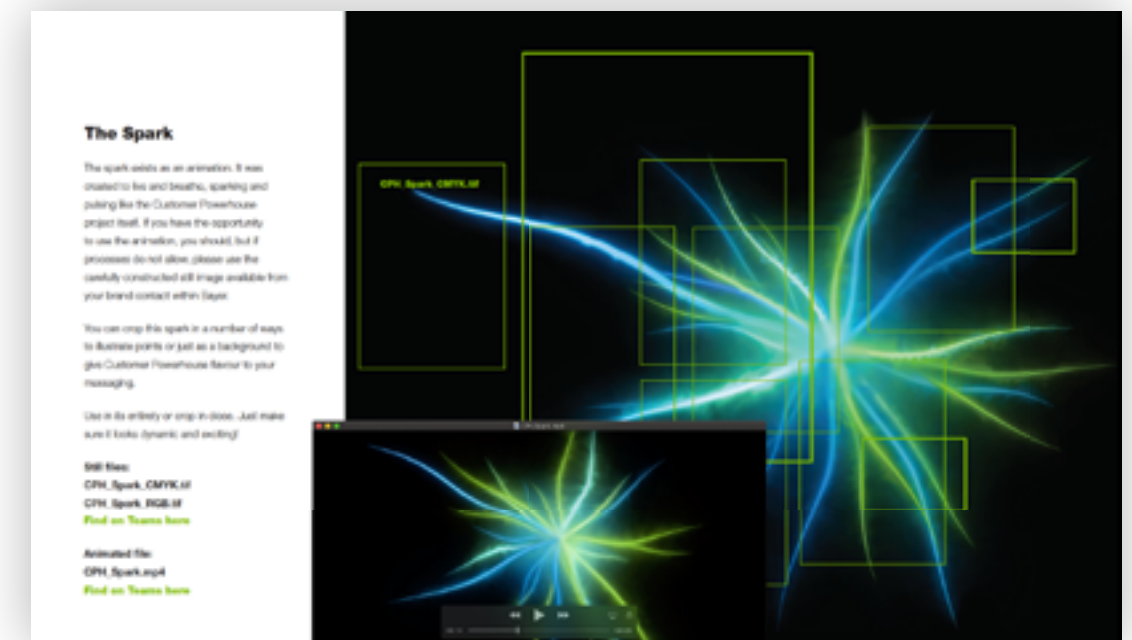 The Spark
The spark exists as an animation. It was
created to live and breathe, sparking and
pulsing like the Customer Powerhouse
project itself. If you have the opportunity
to use the animation, you should, but if
processes do not allow, please use the
carefully constructed still image available from
your brand contact within Bayer.
You can crop this spark in a number of ways
to illustrate points or just as a background to
give Customer Powerhouse flavour to your
messaging.
Use in its entirety or crop in close. Just make
sure it looks dynamic and exciting!
Still files:
CPH_Spark_CMYK.tif
CPH_Spark_RGB.tif
Find on Teams here
Animated file:
CPH_Spark.mp4
Find on Teams here
CPH_Spark_CMYK.tif
CPH Spark.mp4